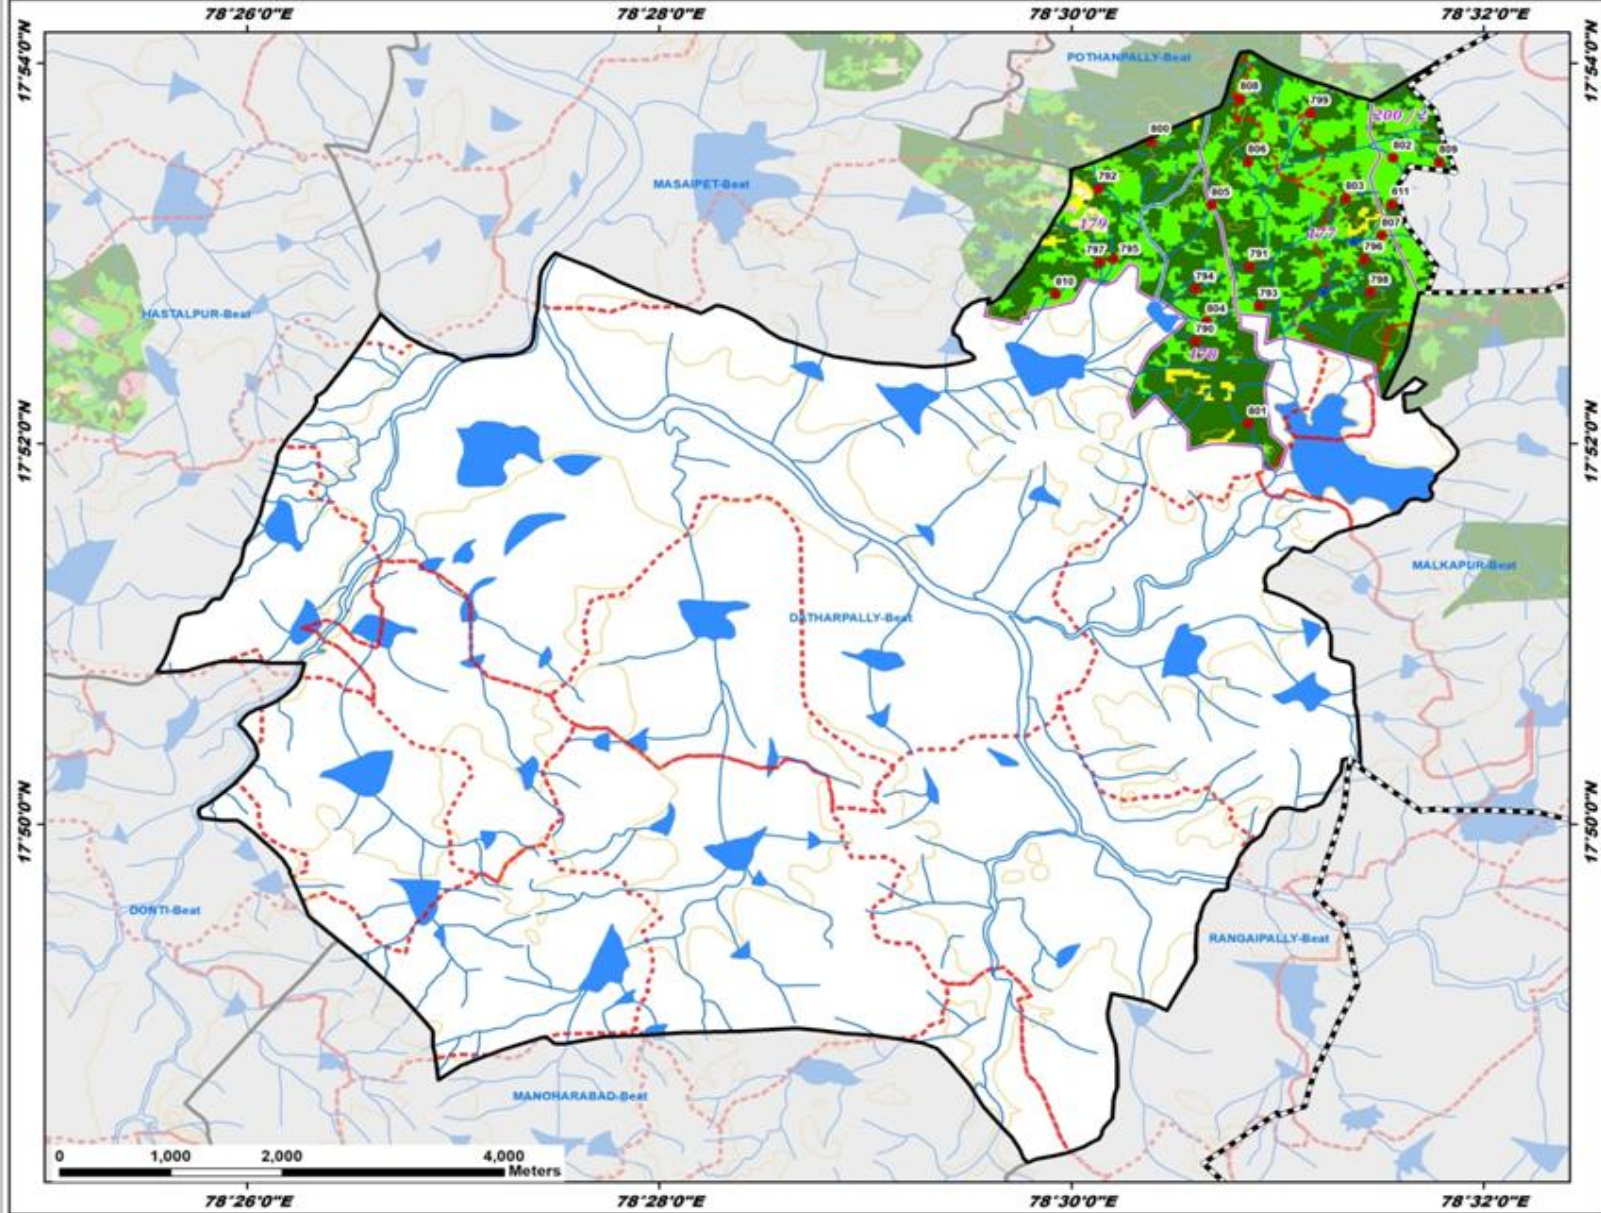 78°26'0"E
78°28'0"E
78°30'0"E
78°32'0"E
17°54'0"N
17°54'0"N
POTHANPALLY-Beat
808
799
200 / 2
800
806
802
809
MASAIPET-Beat
792
805
803
811
179
177
807
797
795
791
796
810
794
793
798
HASTALPUR-Beat
804
790
178
801
17°52'0"N
17°52'0"N
MALKAPUR-Beat
DATHARPALLY-Beat
17°50'0"N
17°50'0"N
DONTI-Beat
RANGAIPALLY-Beat
MANOHARABAD-Beat
0 1,000 2,000 4,000
Meters
78°26'0"E
78°28'0"E
78°30'0"E
78°32'0"E